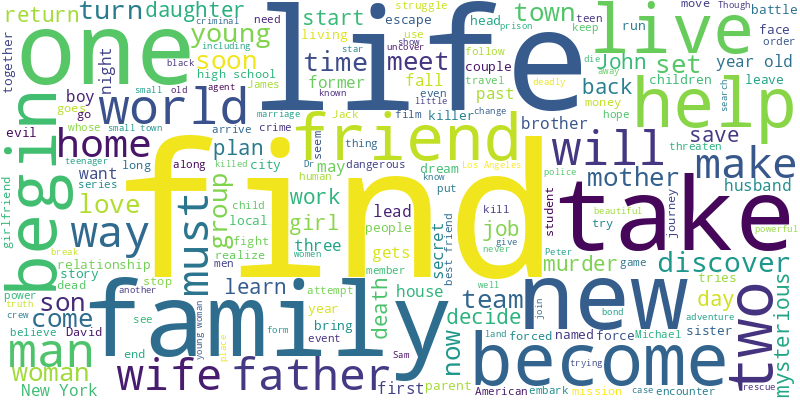 find
life
family
take
new
one
live
help
become
friend
begin
world
will
two
man
father
wife
way
must
home
make
young
town
turn
daughter
return
start
time
meet
soon
John
set
back
year old
children
leave
together
boy
night
high school
living
former
fall
couple
escape
head
struggle
teen
need
use
keep
run
move
Though
battle
face
order
criminal
including
black
agent
star
show
uncover
follow
travel
die
away
prison
James
Jack
known
even
little
past
deadly
money
hope
search
threaten
evil
goes
go
whose
small town
small
old
marriage
change
arrive
crime
film
killer
brother
save
want
long
along
plan
city
seem
thing
may
dangerous
dream
mother
husband
teenager
series
killed
Dr
human
know
put
Los Angeles
police
girlfriend
love
group
child
local
work
girl
lead
people
secret
best friend
kill
job
student
try
beautiful
powerful
journey
relationship
fight
realize
three
gets
give
never
Peter
game
murder
discover
break
story
dead
stop
men
women
member
death
house
team
tries
day
mysterious
son
learn
attempt
year
well
join
bond
Michael
sister
adventure
power
truth
crew
another
come
believe
David
see
end
bring
event
young woman
place
form
Sam
now
decide
land
forced
force
named
trying
woman
New York
first
parent
American
embark
mission
case
encounter
rescue